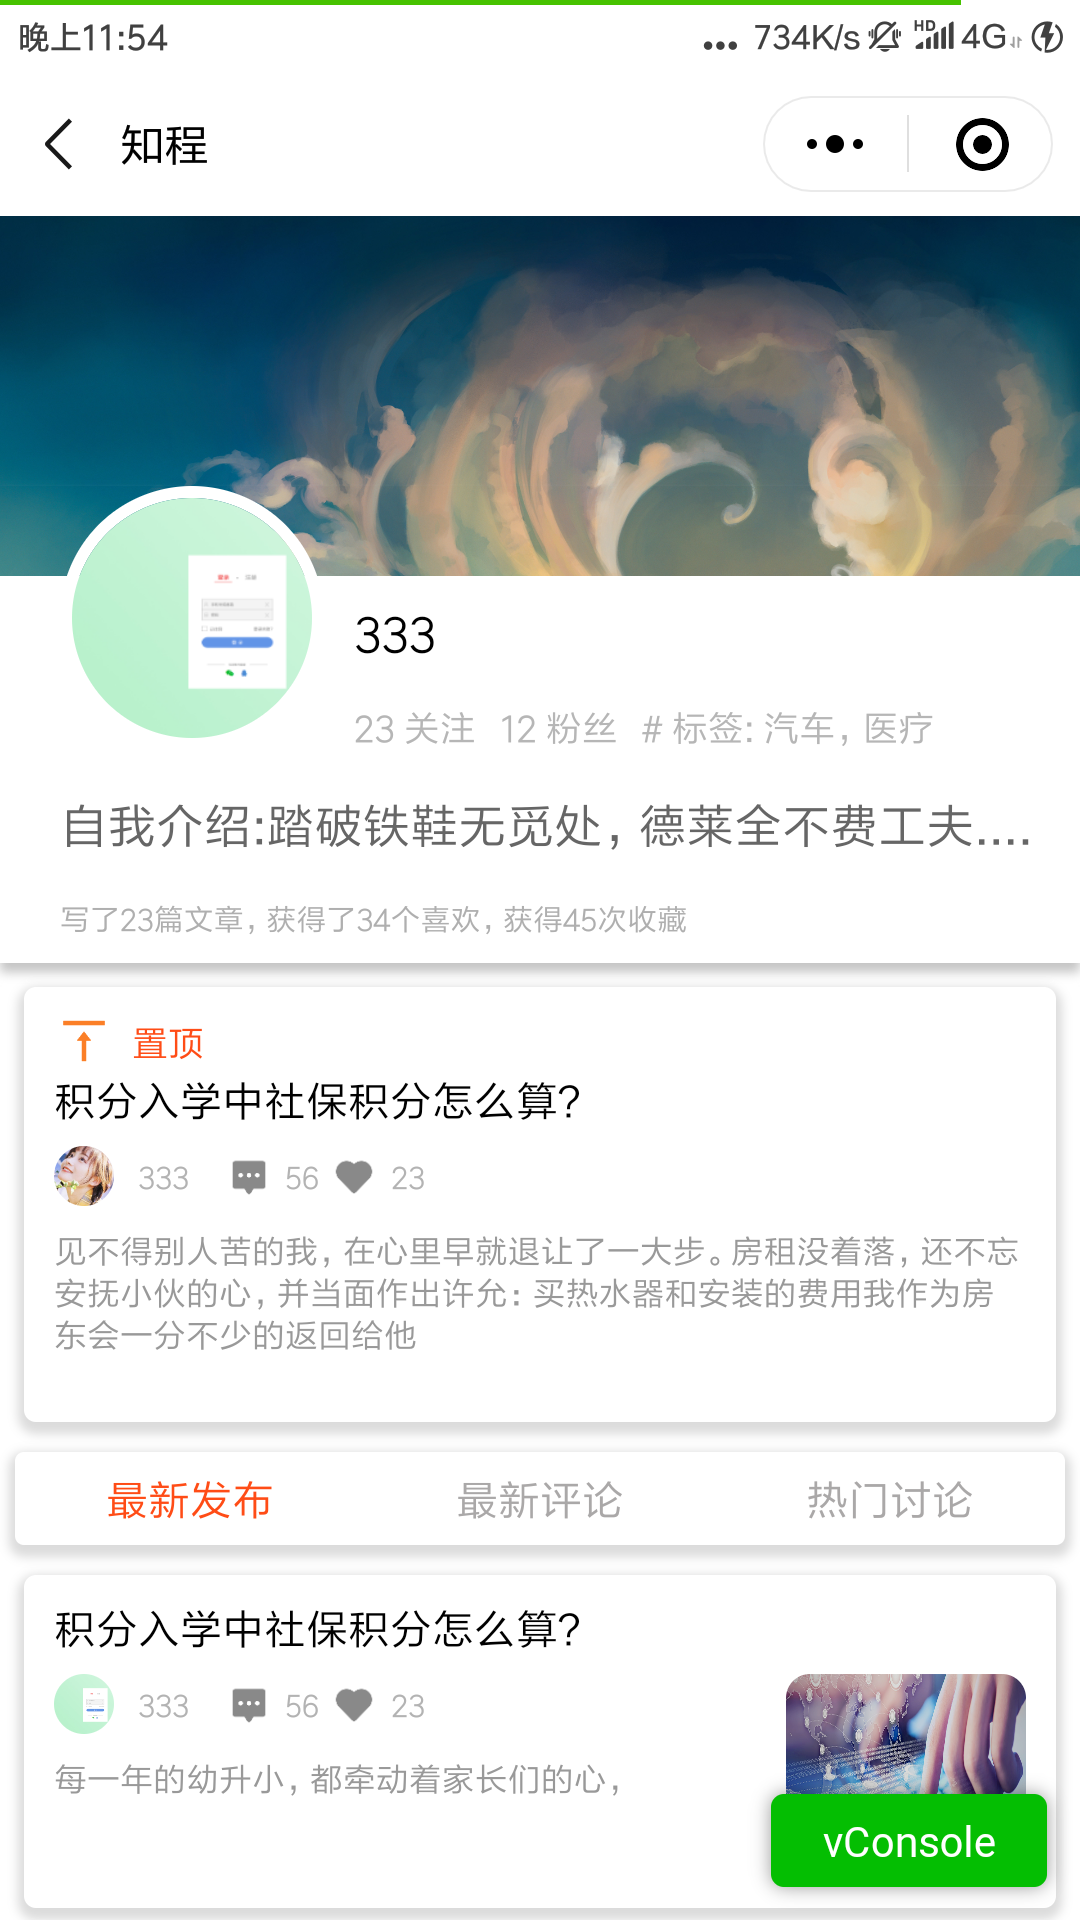 晚上11:54
734K/s HD 4G
知程
333
23 关注 12 粉丝 # 标签: 汽车, 医疗
自我介绍:踏破铁鞋无觅处, 德莱全不费工夫....
写了23篇文章, 获得了34个喜欢, 获得45次收藏
置顶
积分入学中社保积分怎么算?
333 56 23
见不得别人苦的我, 在心里早就退让了一大步。房租没着落, 还不忘
安抚小伙的心, 并当面作出许允: 买热水器和安装的费用我作为房
东会一分不少的返回给他
最新发布 最新评论 热门讨论
积分入学中社保积分怎么算?
333 56 23
每一年的幼升小, 都牵动着家长们的心,
vConsole